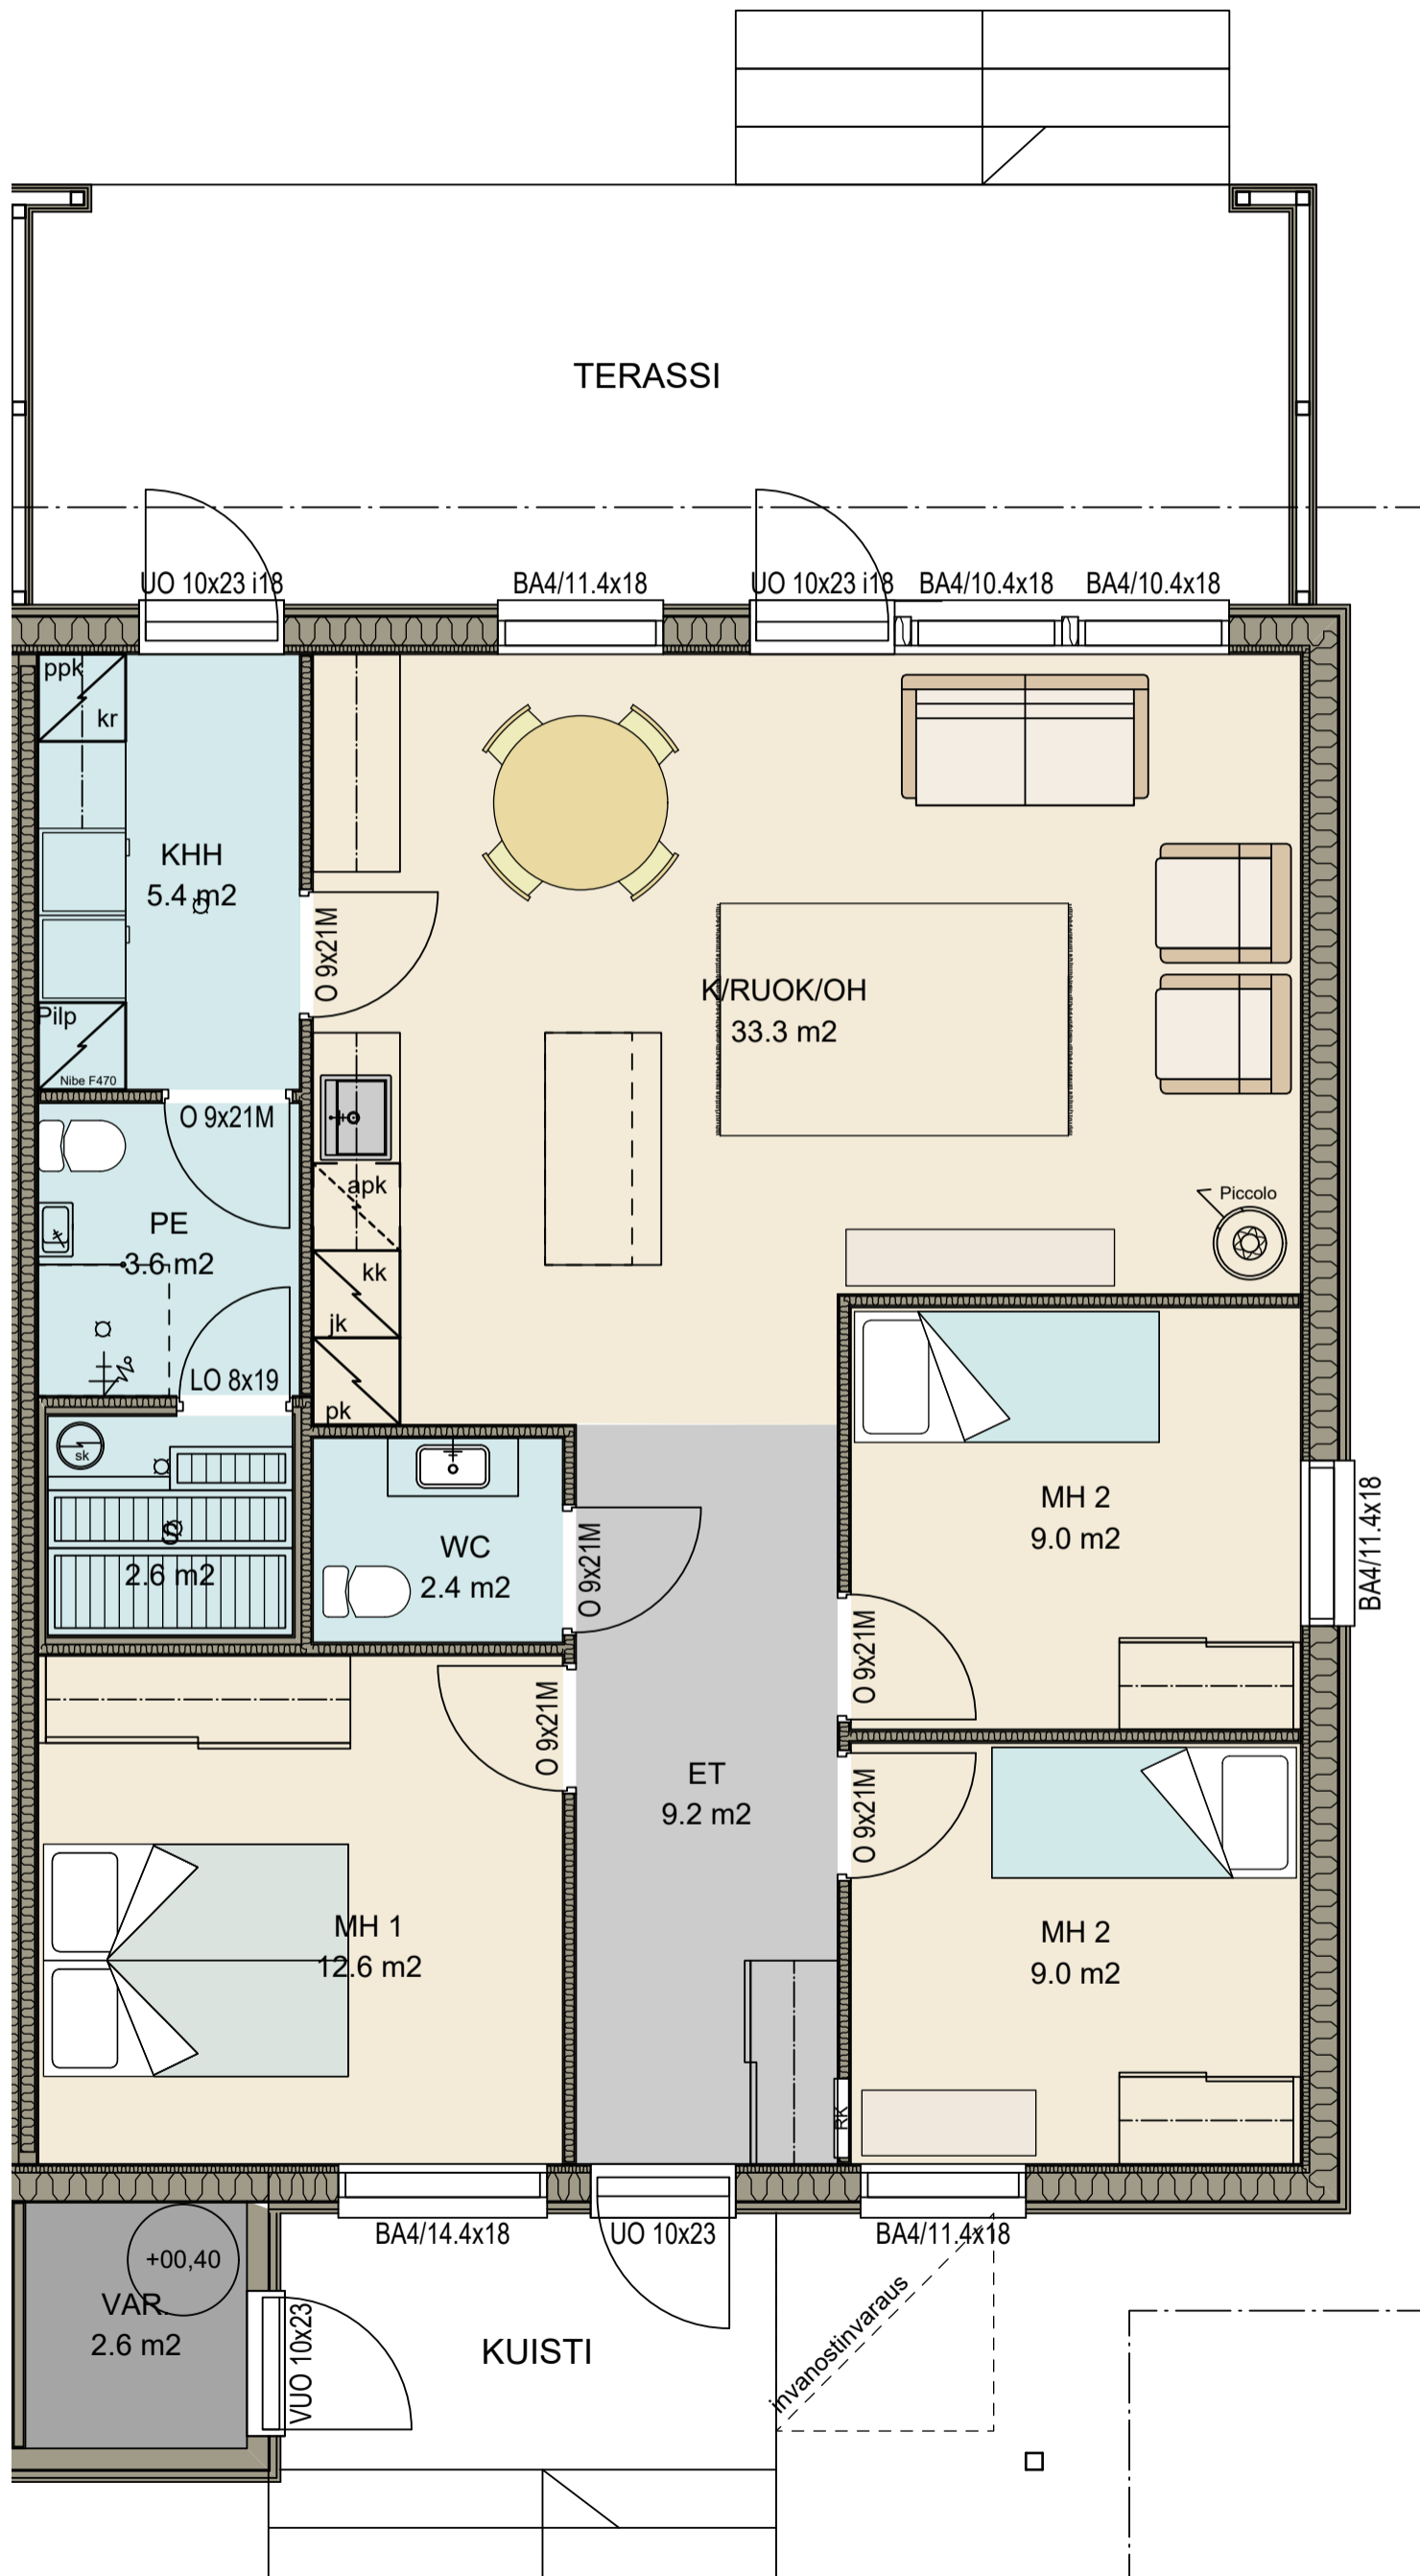 TERASSI
UO 10x23 i18
BA4/11.4x18
UO 10x23 i18
BA4/10.4x18
BA4/10.4x18
ppk
kr
KHH
5.4 m2
O 9x21M
K/RUOK/OH
33.3 m2
Pilp
Nibe F470
O 9x21M
apk
PE
3.6 m2
Piccolo
kk
jk
LO 8x19
pk
sk
S
2.6 m2
WC
2.4 m2
O 9x21M
MH 2
9.0 m2
BA4/11.4x18
O 9x21M
O 9x21M
ET
9.2 m2
O 9x21M
MH 1
12.6 m2
MH 2
9.0 m2
RK
BA4/14.4x18
UO 10x23
BA4/11.4x18
+00,40
VAR.
2.6 m2
VUO 10x23
KUISTI
invanostinvaraus